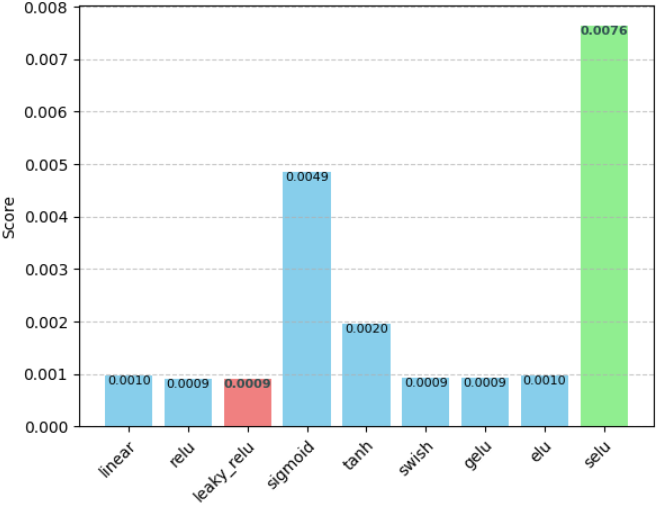 0.008
0.007
0.006
0.005
0.004
0.003
0.002
0.001
0.000
Score
0.0010
0.0009
0.0009
0.0049
0.0020
0.0009
0.0009
0.0010
0.0076
linear
relu
leaky_relu
sigmoid
tanh
swish
gelu
elu
selu